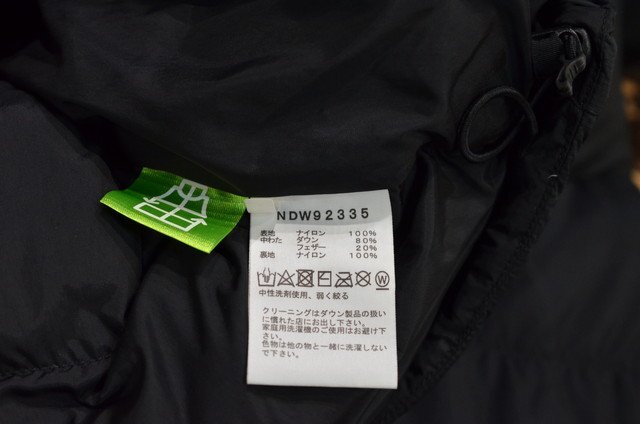 NDW92335
表地 ナイロン 100%
中わた ダウン 80%
フェザー 20%
裏地 ナイロン 100%
中性洗剤使用、弱く絞る
クリーニングはダウン製品の扱い
に慣れた店にお出し下さい。
家庭用洗濯機のご使用はお避け下
さい。
色物は他の物と一緒に洗濯しない
で下さい。